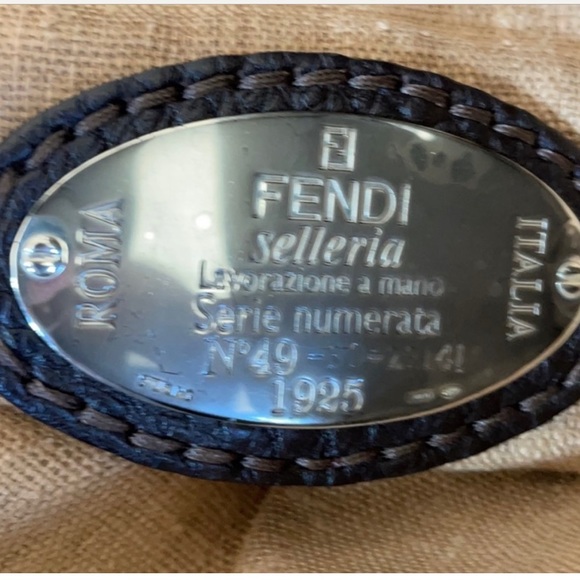 FENDI
selleria
ROMA
ITALIA
Lavorazione a mano
Serie numerata
N°49
1925